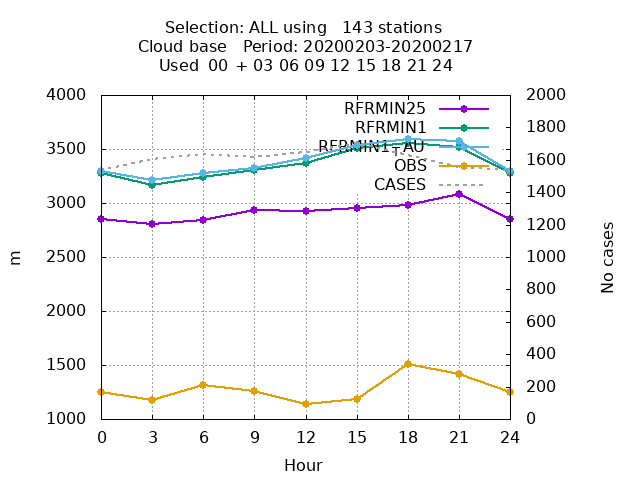 Selection: ALL using   143 stations
Cloud base   Period: 20200203-20200217
Used  00 + 03 06 09 12 15 18 21 24
4000
3500
3000
2500
2000
1500
1000
m
2000
1800
1600
1400
1200
1000
800
600
400
200
0
No cases
RFRMIN25
RFRMIN1
RFRMIN1_AU
OBS
CASES
0 3 6 9 12 15 18 21 24
Hour